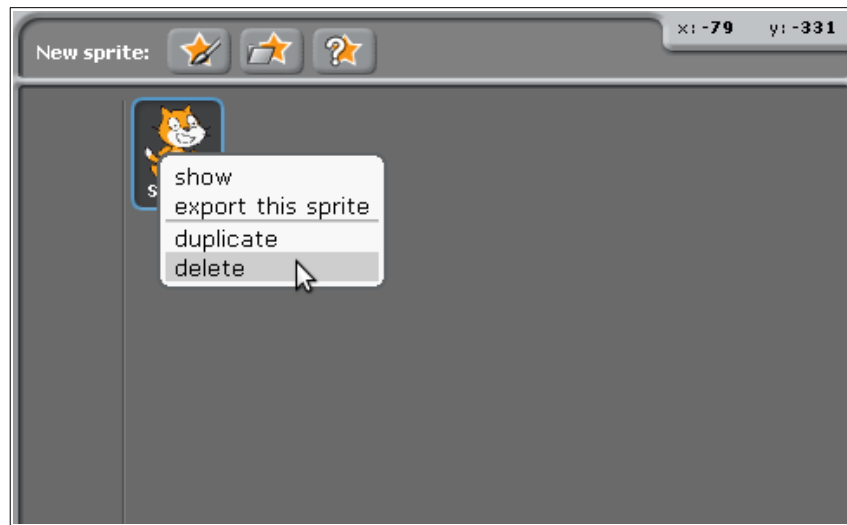 New sprite:
x: -79 y: -331
show
export this sprite
duplicate
delete